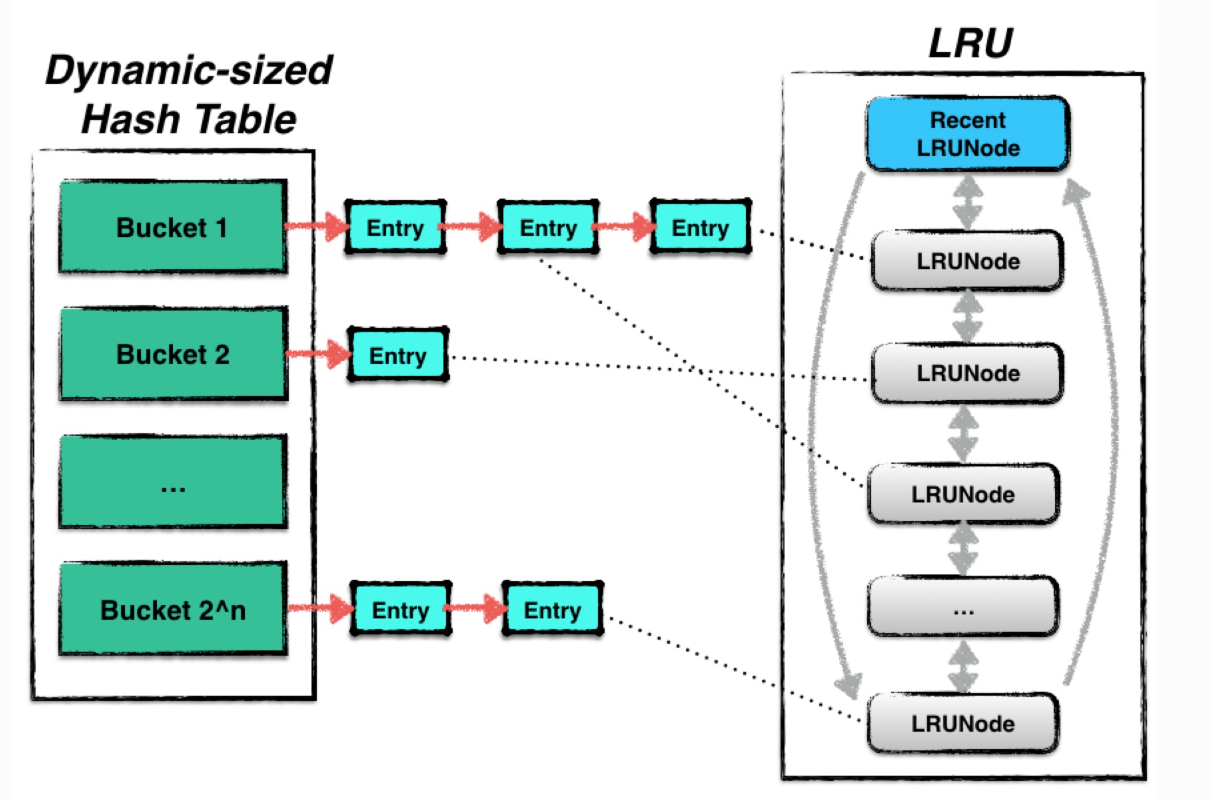 Dynamic-sized
Hash Table
LRU
Recent
LRUNode
Bucket 1
Entry
Entry
Entry
LRUNode
Bucket 2
Entry
LRUNode
...
LRUNode
Bucket 2^n
Entry
Entry
...
LRUNode